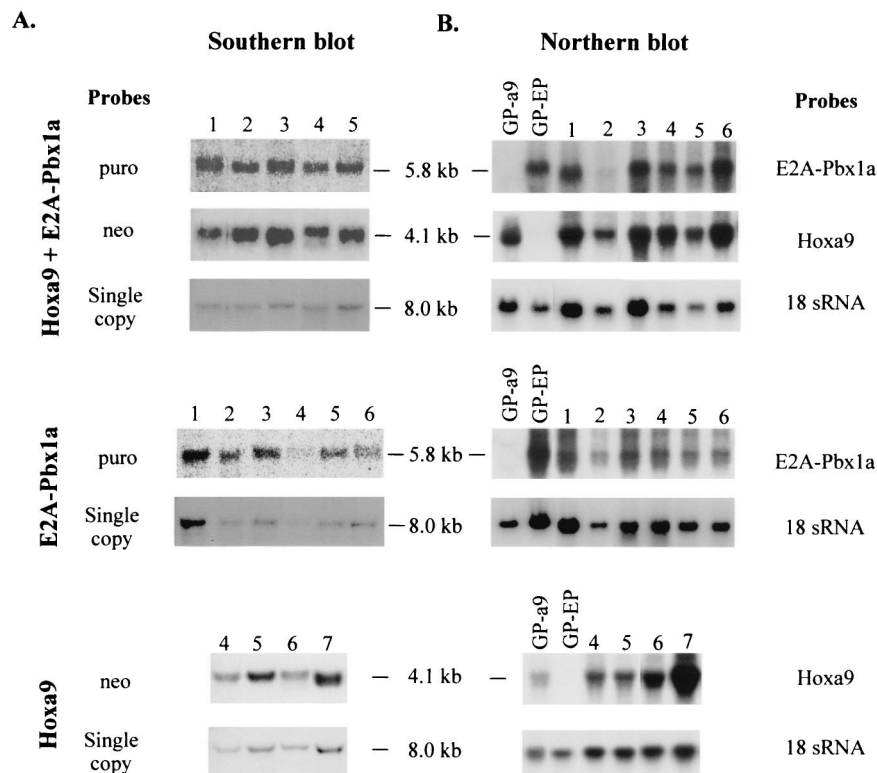 A.
B.
Southern blot
Northern blot
Probes
Probes
GP-a9
GP-EP
1 2 3 4 5
1 2 3 4 5 6
Hoxa9 + E2A-Pbx1a
puro
5.8 kb
E2A-Pbx1a
neo
4.1 kb
Hoxa9
Single
copy
8.0 kb
18 sRNA
GP-a9
GP-EP
1 2 3 4 5 6
1 2 3 4 5 6
E2A-Pbx1a
puro
5.8 kb
E2A-Pbx1a
Single
copy
8.0 kb
18 sRNA
GP-a9
GP-EP
4 5 6 7
4 5 6 7
Hoxa9
neo
4.1 kb
Hoxa9
Single
copy
8.0 kb
18 sRNA